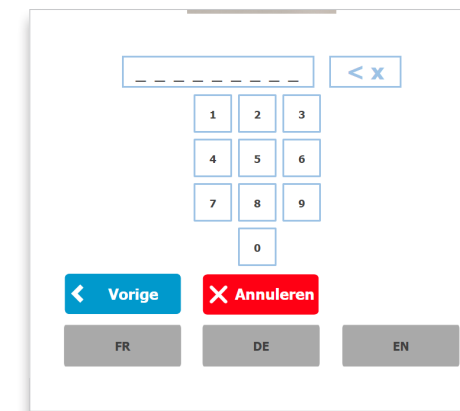 _ _ _ _ _ _ _ _ _ < x
1 2 3
4 5 6
7 8 9
0
Vorige Annuleren
FR DE EN